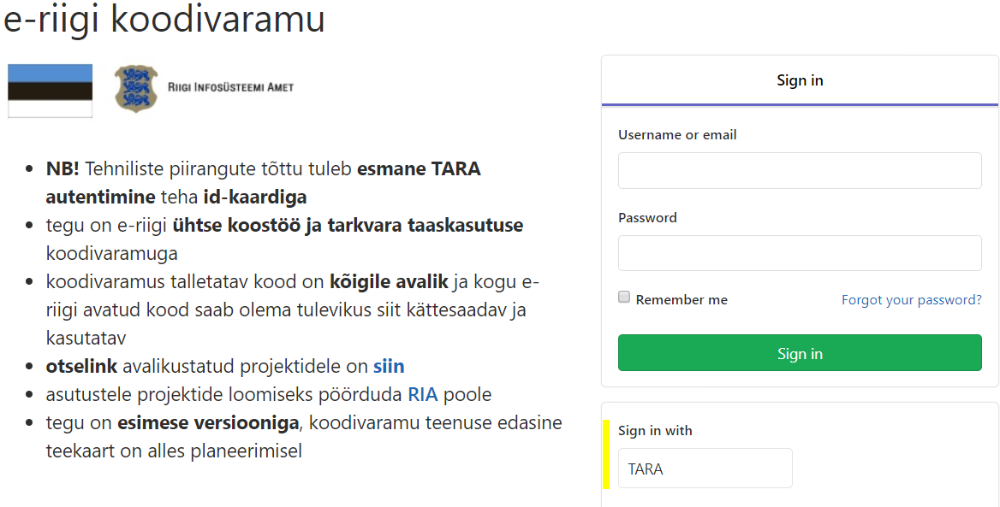 e-riigi koodivaramu
RIIGI INFOSÜSTEEMI AMET
NB! Tehniliste piirangute tõttu tuleb esmane TARA
autentimine teha id-kaardiga
tegu on e-riigi ühtse koostöö ja tarkvara taaskasutuse
koodivaramuga
koodivaramus talletatav kood on kõigile avalik ja kogu e-
riigi avatud kood saab olema tulevikus siit kättesaadav ja
kasutatav
otselink avalikustatud projektidele on siin
asutustele projektide loomiseks pöörduda RIA poole
tegu on esimese versiooniga, koodivaramu teenuse edasine
teekaart on alles planeerimisel
Sign in
Username or email
Password
Remember me
Forgot your password?
Sign in
Sign in with
TARA